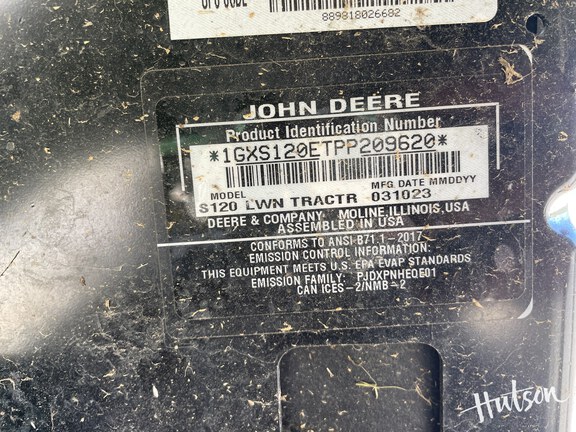 889818026682
JOHN DEERE
Product Identification Number
*1GXS120ETPP209620*
MODEL MFG. DATE MMDDYY
S120 LWN TRACTR 031023
DEERE & COMPANY, MOLINE, ILLINOIS, USA
ASSEMBLED IN USA
CONFORMS TO ANSI B71.1-2017
EMISSION CONTROL INFORMATION:
THIS EQUIPMENT MEETS U.S. EPA EVAP STANDARDS
EMISSION FAMILY: PJDXPNHEQE01
CAN ICES-2/NMB-2
Hutson